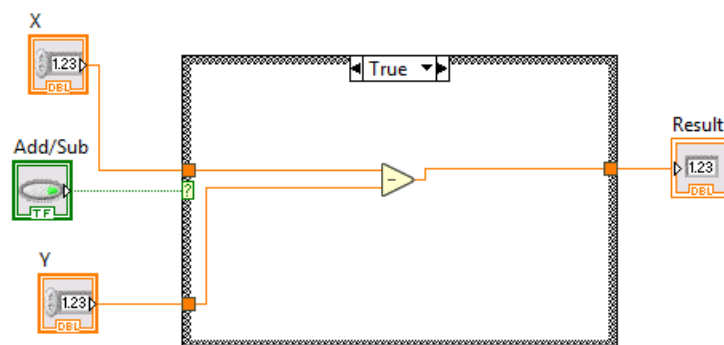 X
1.23
DBL
True
Add/Sub
TF
?
-
Result
1.23
DBL
Y
1.23
DBL